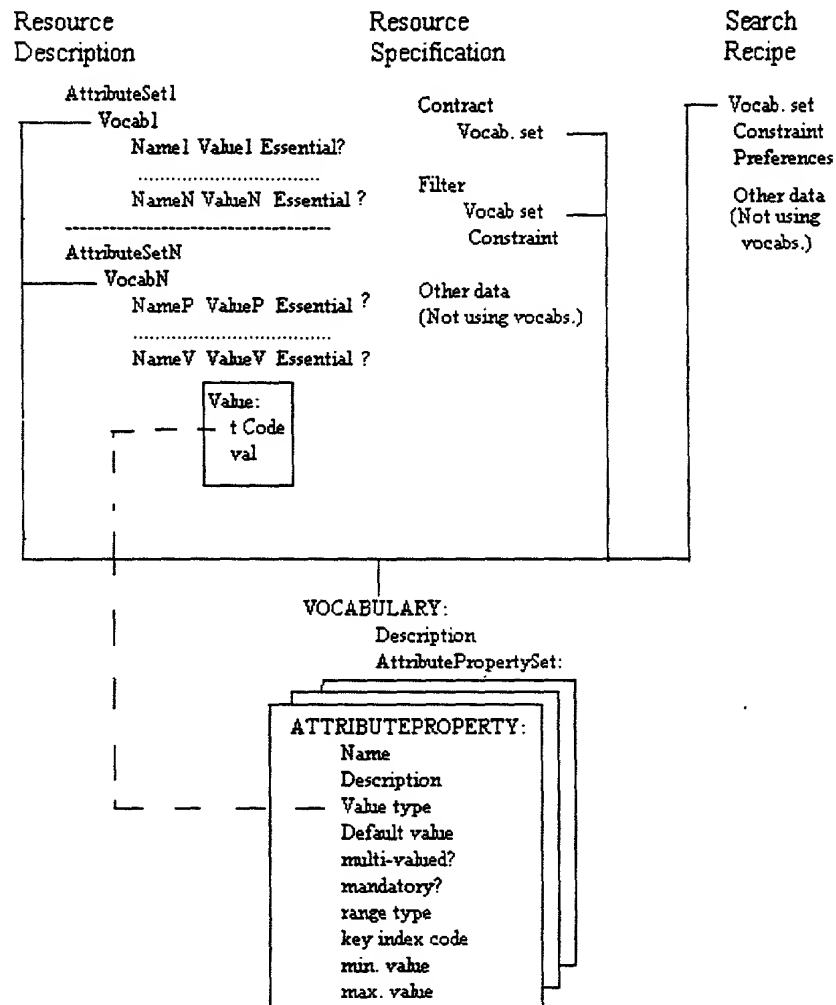 Resource
Description
Resource
Specification
Search
Recipe
AttributeSet1
Vocab1
Name1 Value1 Essential?
..............................
NameN ValueN Essential ?
------------------------------------
AttributeSetN
VocabN
NameP ValueP Essential ?
................................
NameV ValueV Essential ?
Value:
t Code
val
Contract
Vocab. set
Filter
Vocab set
Constraint
Other data
(Not using vocabs.)
Vocab. set
Constraint
Preferences
Other data
(Not using
vocabs.)
VOCABULARY:
Description
AttributePropertySet:
ATTRIBUTEPROPERTY:
Name
Description
Value type
Default value
multi-valued?
mandatory?
range type
key index code
min. value
max. value